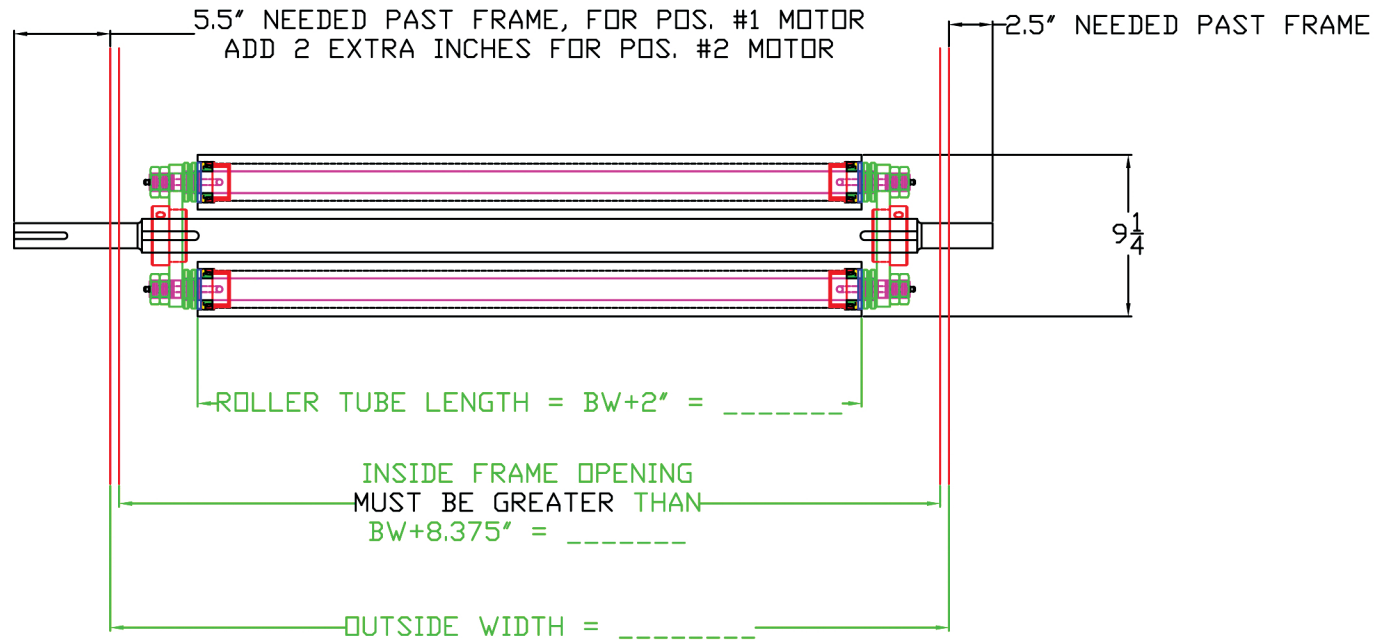 5.5" NEEDED PAST FRAME, FOR POS. #1 MOTOR
ADD 2 EXTRA INCHES FOR POS. #2 MOTOR
2.5" NEEDED PAST FRAME
9 1/4
ROLLER TUBE LENGTH = BW+2" = _______
INSIDE FRAME OPENING
MUST BE GREATER THAN
BW+8.375" = _______
OUTSIDE WIDTH = ________